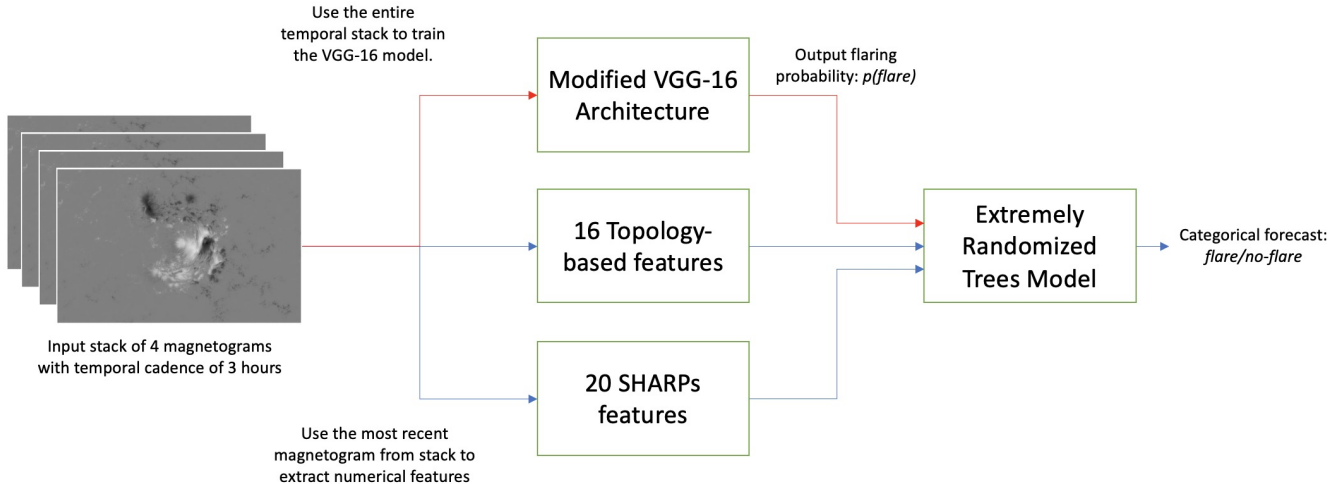 Use the entire
temporal stack to train
the VGG-16 model.
Modified VGG-16
Architecture
Output flaring
probability: p(flare)
16 Topology-
based features
Extremely
Randomized
Trees Model
Categorical forecast:
flare/no-flare
Input stack of 4 magnetograms
with temporal cadence of 3 hours
20 SHARPs
features
Use the most recent
magnetogram from stack to
extract numerical features